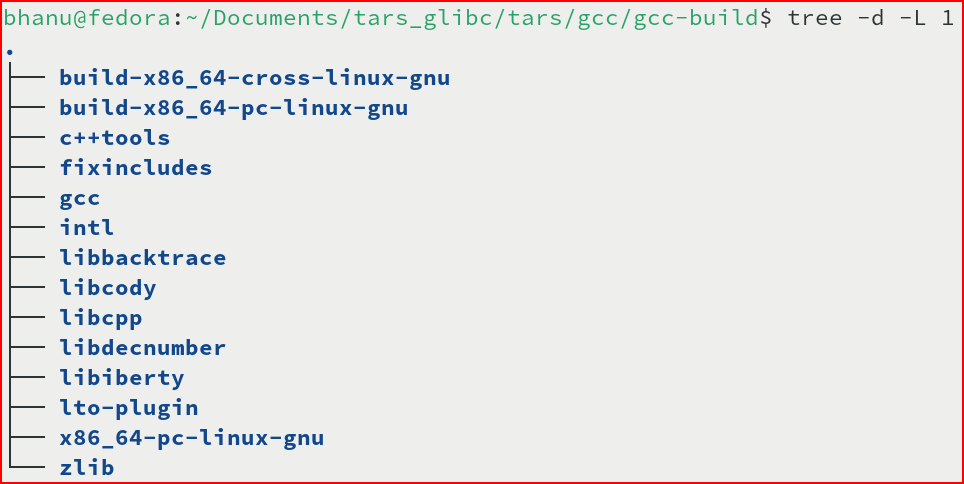 bhanu@fedora:~/Documents/tars_glibc/tars/gcc/gcc-build$ tree -d -L 1
.
├── build-x86_64-cross-linux-gnu
├── build-x86_64-pc-linux-gnu
├── c++tools
├── fixincludes
├── gcc
├── intl
├── libbacktrace
├── libcody
├── libcpp
├── libdecnumber
├── libiberty
├── lto-plugin
├── x86_64-pc-linux-gnu
└── zlib